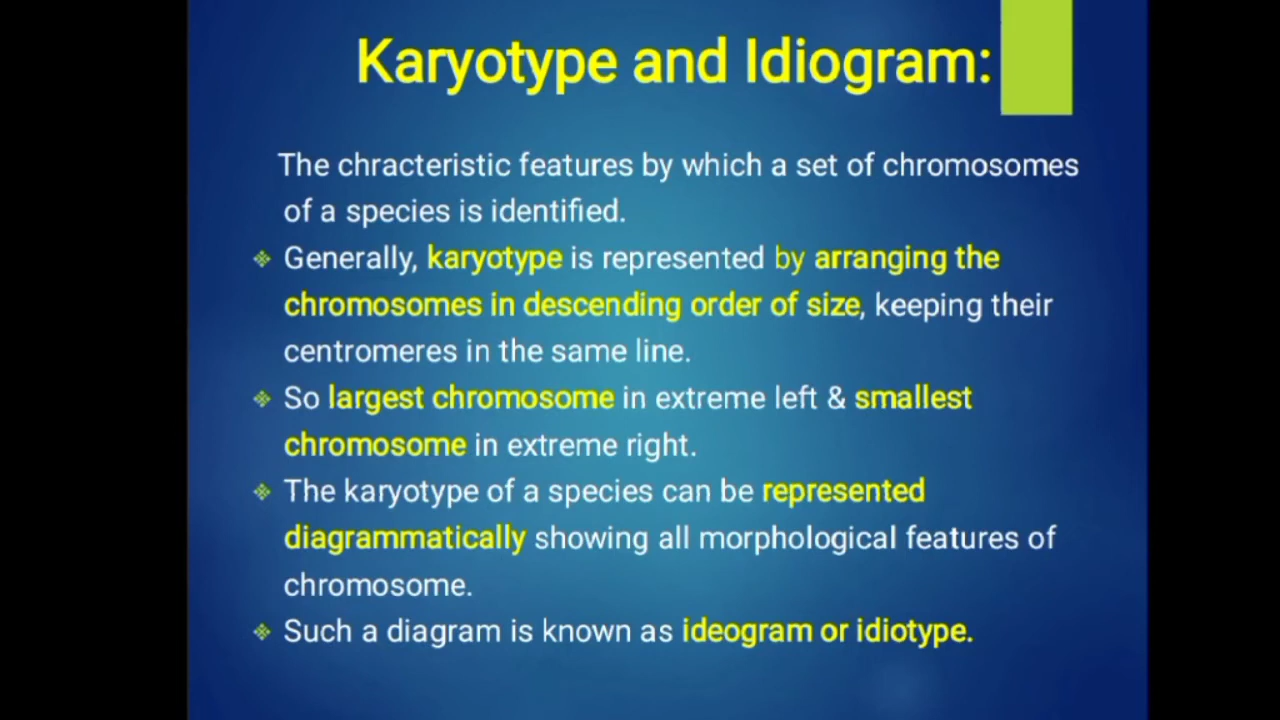 Karyotype and Idiogram:
The chracteristic features by which a set of chromosomes
of a species is identified.
Generally, karyotype is represented by arranging the
chromosomes in descending order of size, keeping their
centromeres in the same line.
So largest chromosome in extreme left & smallest
chromosome in extreme right.
The karyotype of a species can be represented
diagrammatically showing all morphological features of
chromosome.
Such a diagram is known as ideogram or idiotype.